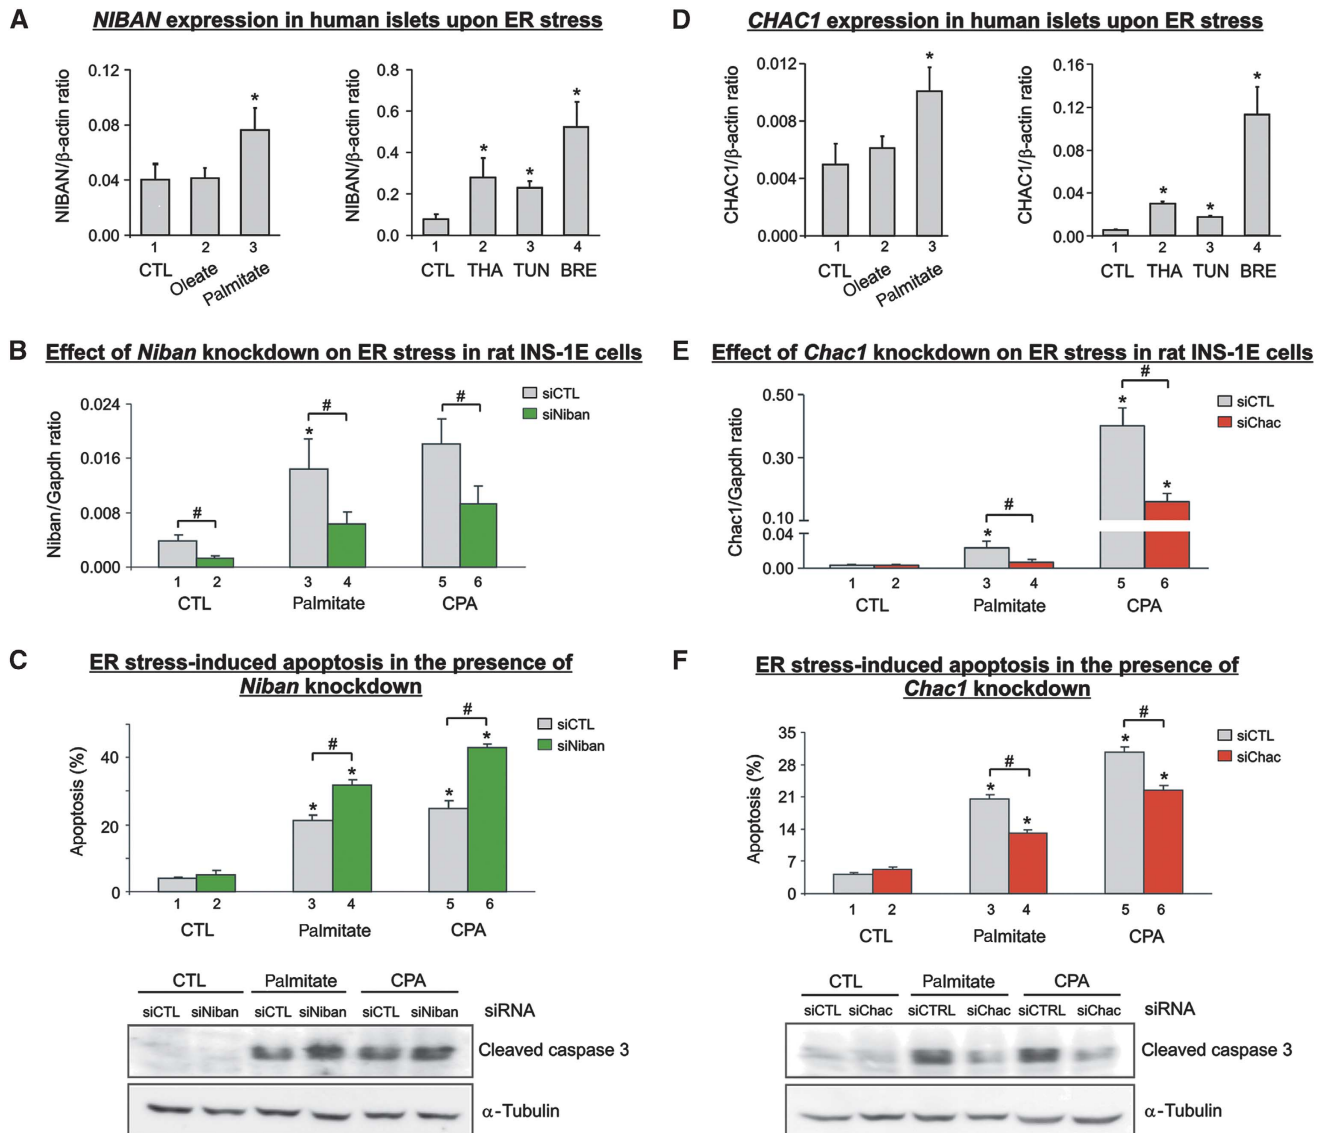 A
NIBAN expression in human islets upon ER stress
NIBAN/β-actin ratio
0.12
0.08
0.04
0.00
*
1 2 3
CTL Oleate Palmitate
NIBAN/β-actin ratio
0.8
0.6
0.4
0.2
0.0
* * *
1 2 3 4
CTL THA TUN BRE
B
Effect of Niban knockdown on ER stress in rat INS-1E cells
Niban/Gapdh ratio
0.024
0.016
0.008
0.000
siCTL
siNiban
# # #
*
1 2 3 4 5 6
CTL Palmitate CPA
C
ER stress-induced apoptosis in the presence of
Niban knockdown
Apoptosis (%)
40
20
0
siCTL
siNiban
# #
* * * *
1 2 3 4 5 6
CTL Palmitate CPA
CTL Palmitate CPA
siCTL siNiban siCTL siNiban siCTL siNiban siRNA
Cleaved caspase 3
α-Tubulin
D
CHAC1 expression in human islets upon ER stress
CHAC1/β-actin ratio
0.012
0.008
0.004
0.000
*
1 2 3
CTL Oleate Palmitate
CHAC1/β-actin ratio
0.16
0.12
0.08
0.04
0.00
* * *
1 2 3 4
CTL THA TUN BRE
E
Effect of Chac1 knockdown on ER stress in rat INS-1E cells
Chac1/Gapdh ratio
0.50
0.30
0.10
0.04
0.00
siCTL
siChac
# #
* * *
1 2 3 4 5 6
CTL Palmitate CPA
F
ER stress-induced apoptosis in the presence of
Chac1 knockdown
Apoptosis (%)
35
28
21
14
7
0
siCTL
siChac
# #
* * * *
1 2 3 4 5 6
CTL Palmitate CPA
CTL Palmitate CPA
siCTL siChac siCTRL siChac siCTRL siChac siRNA
Cleaved caspase 3
α-Tubulin